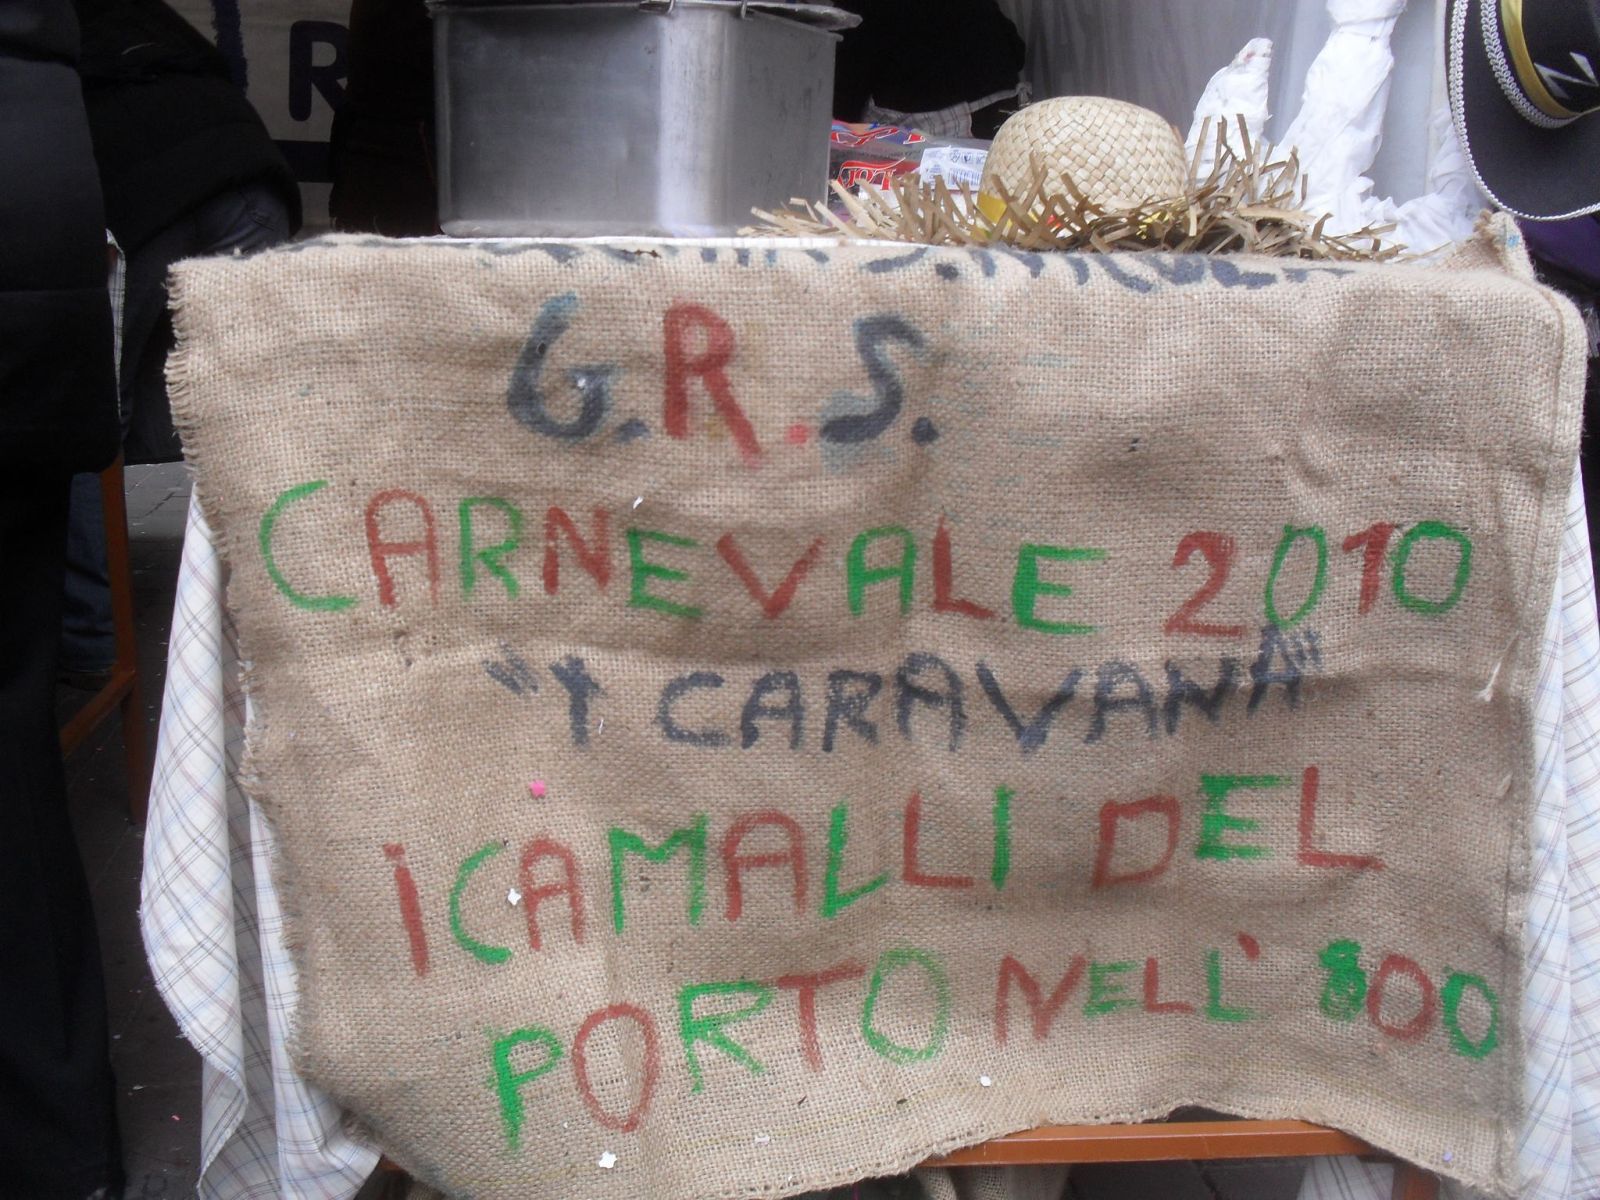 R
G.R.S.
CARNEVALE 2010
"I CARAVANA"
I CAMALLI DEL
PORTO NELL' 800